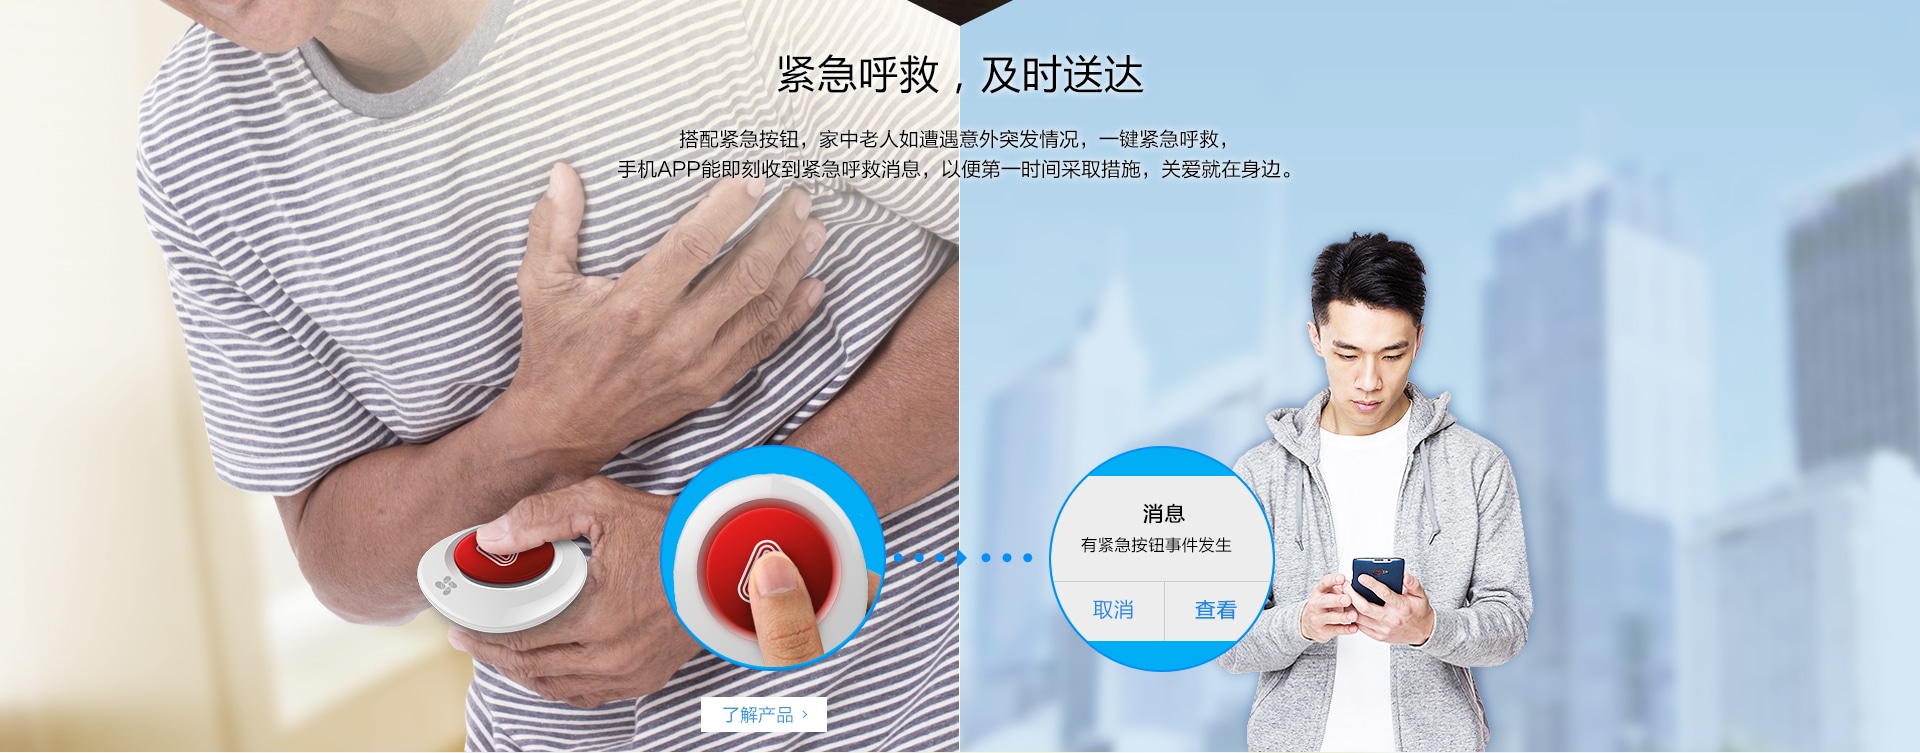 紧急呼救，及时送达
搭配紧急按钮，家中老人如遭遇意外突发情况，一键紧急呼救，
手机APP能即刻收到紧急呼救消息，以便第一时间采取措施，关爱就在身边。
消息
有紧急按钮事件发生
取消 查看
了解产品 ›